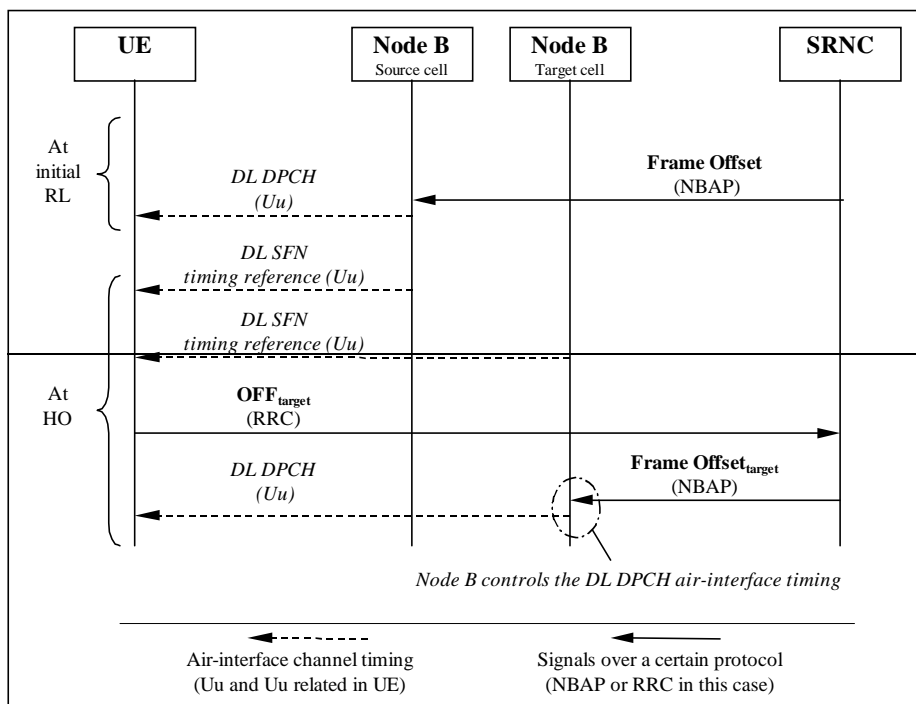 UE
Node B
Source cell
Node B
Target cell
SRNC
At
initial
RL
DL DPCH
(Uu)
Frame Offset
(NBAP)
DL SFN
timing reference (Uu)
DL SFN
timing reference (Uu)
At
HO
OFFtarget
(RRC)
DL DPCH
(Uu)
Frame Offsettarget
(NBAP)
Node B controls the DL DPCH air-interface timing
Air-interface channel timing
(Uu and Uu related in UE)
Signals over a certain protocol
(NBAP or RRC in this case)